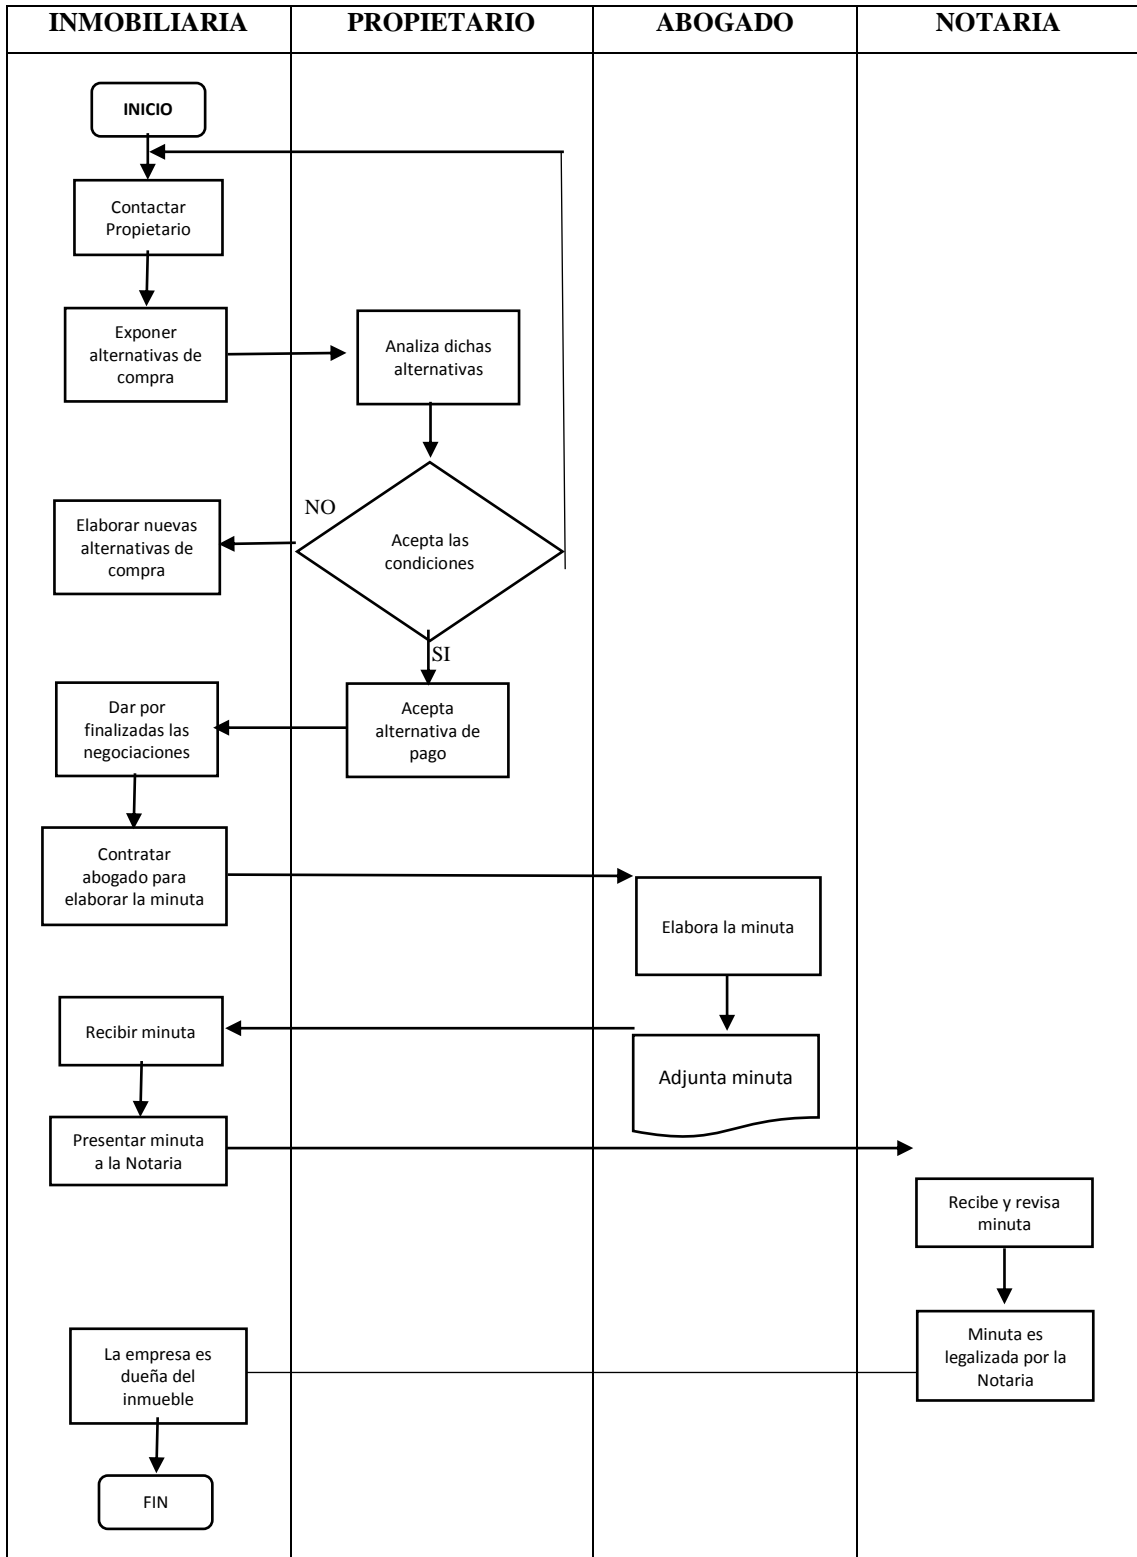 INMOBILIARIA
PROPIETARIO
ABOGADO
NOTARIA
INICIO
Contactar
Propietario
Exponer
alternativas de
compra
Analiza dichas
alternativas
NO
Elaborar nuevas
alternativas de
compra
Acepta las
condiciones
SI
Dar por
finalizadas las
negociaciones
Acepta
alternativa de
pago
Contratar
abogado para
elaborar la minuta
Elabora la minuta
Recibir minuta
Adjunta minuta
Presentar minuta
a la Notaria
Recibe y revisa
minuta
Minuta es
legalizada por la
Notaria
La empresa es
dueña del
inmueble
FIN